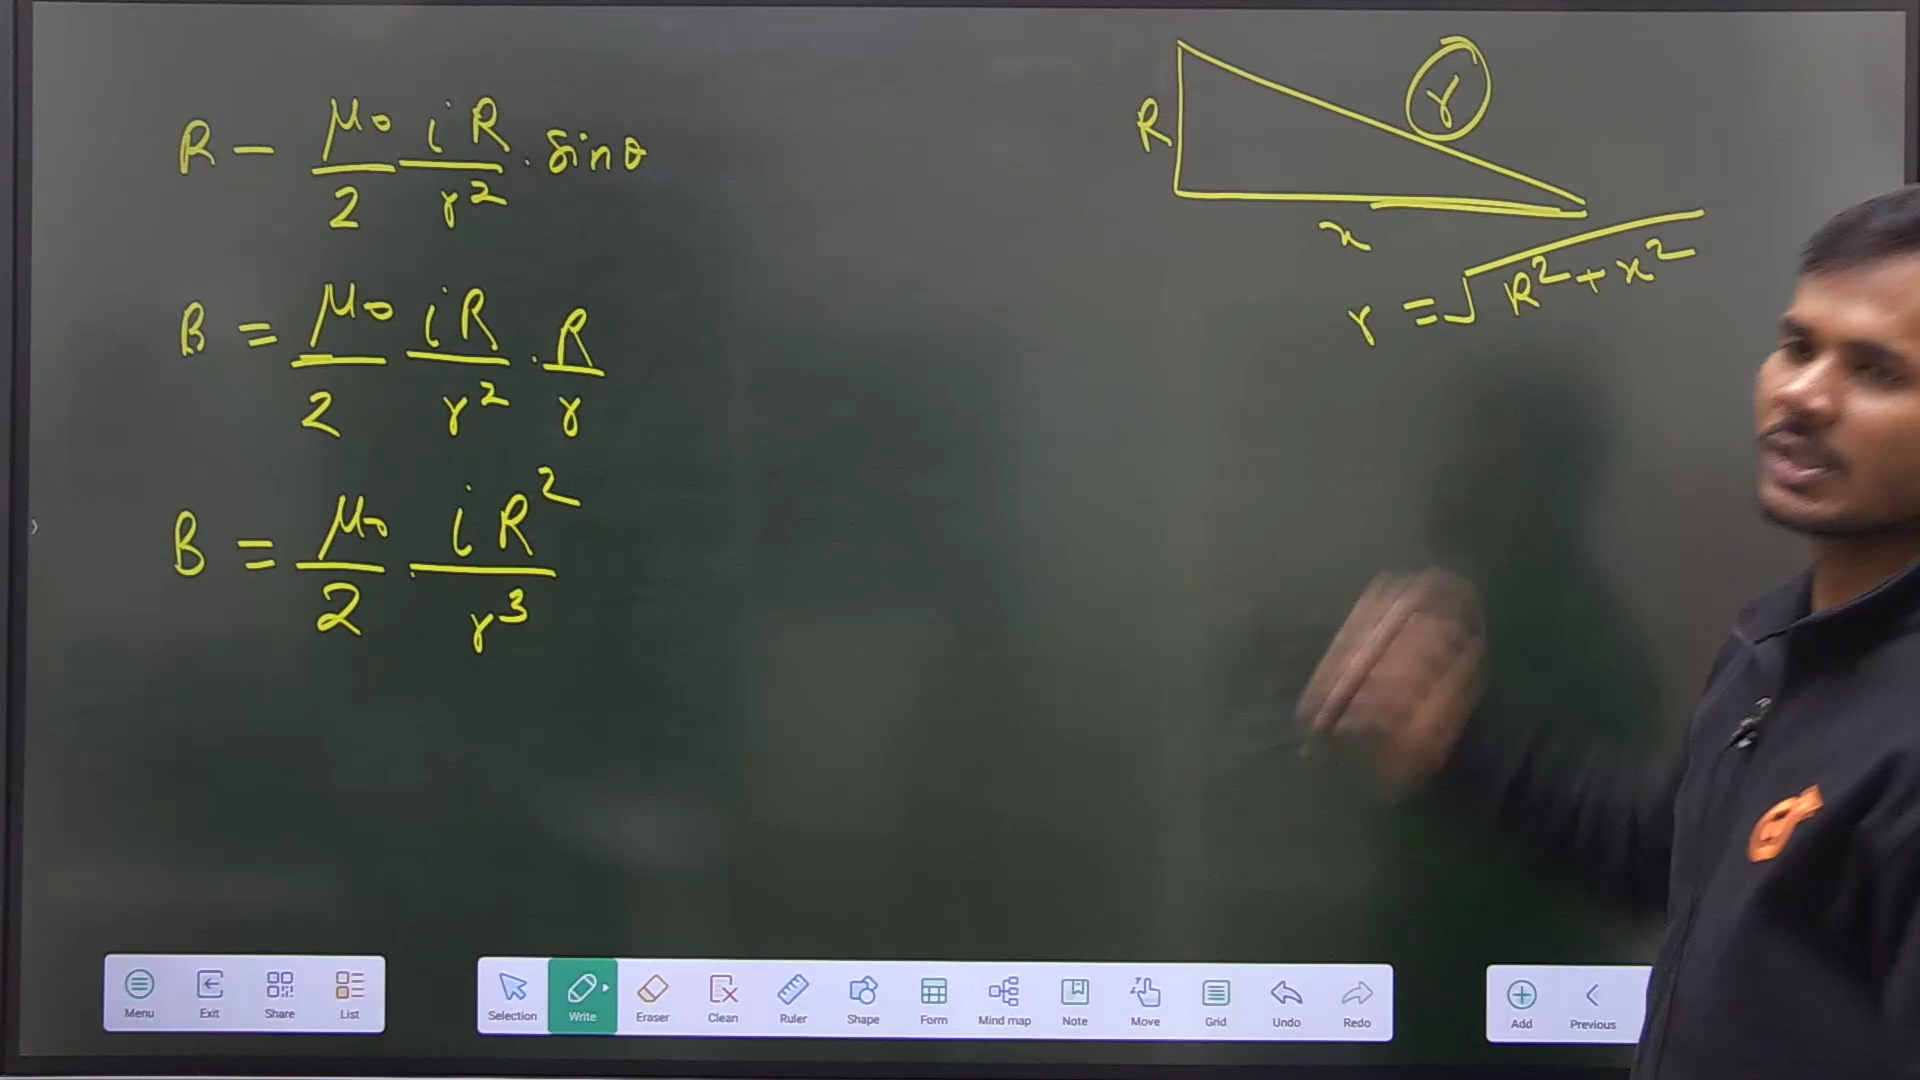 R - μ₀/2 iR/r² · sinθ
B = μ₀/2 iR/r² · R/r
B = μ₀/2 · iR²/r³
R
r
x
r = √R² + x²
Menu Exit Share List
Selection Write Eraser Clean Ruler Shape Form Mind map Note Move Grid Undo Redo
Add Previous